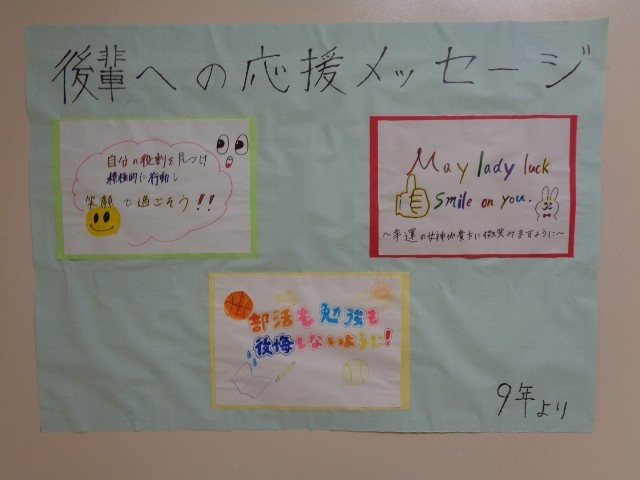 後輩への応援メッセージ
自分の役割を見つけ
積極的に行動し
笑顔で過ごそう!!
May lady luck
smile on you.
～幸運の女神が貴方に微笑みますように～
部活も勉強も
後悔しないように!
9年より